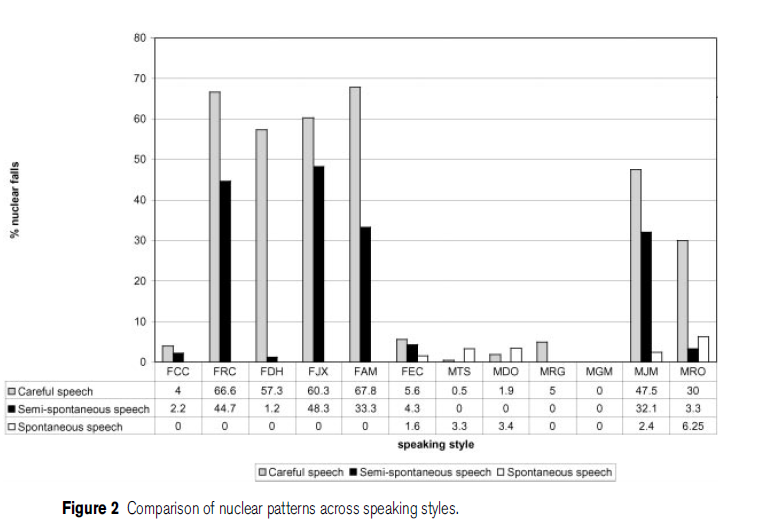 80
70
60
50
40
30
20
10
0
% nuclear falls
FCC FRC FDH FJX FAM FEC MTS MDO MRG MGM MJM MRO
Careful speech 4 66.6 57.3 60.3 67.8 5.6 0.5 1.9 5 0 47.5 30
Semi-spontaneous speech 2.2 44.7 1.2 48.3 33.3 4.3 0 0 0 0 32.1 3.3
Spontaneous speech 0 0 0 0 0 1.6 3.3 3.4 0 0 2.4 6.25
speaking style
Careful speech Semi-spontaneous speech Spontaneous speech
Figure 2 Comparison of nuclear patterns across speaking styles.